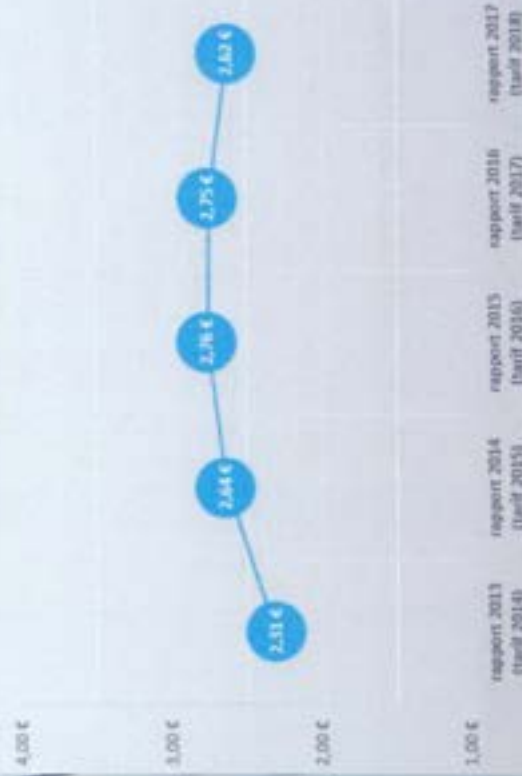 4,00 €
3,00 €
2,00 €
1,00 €
2,31 €
2,64 €
2,76 €
2,75 €
2,62 €
rapport 2013
(tarif 2014)
rapport 2014
(tarif 2015)
rapport 2015
(tarif 2016)
rapport 2016
(tarif 2017)
rapport 2017
(tarif 2018)